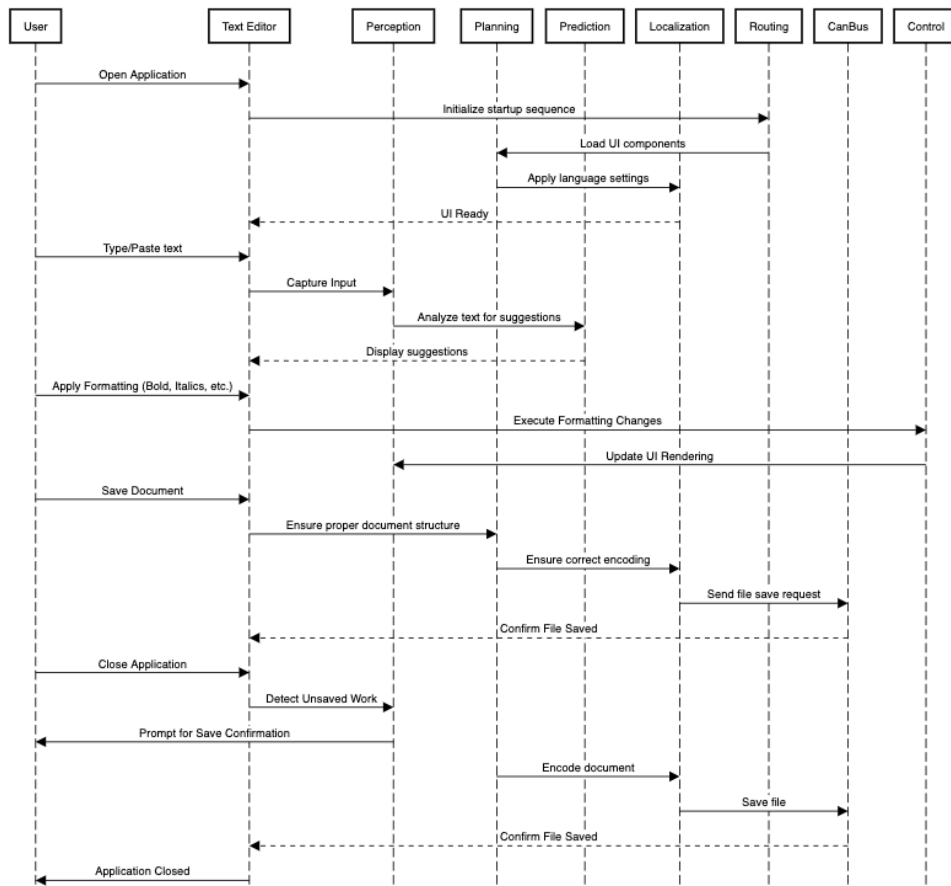 User
Text Editor
Perception
Planning
Prediction
Localization
Routing
CanBus
Control
Open Application
Initialize startup sequence
Load UI components
Apply language settings
UI Ready
Type/Paste text
Capture Input
Analyze text for suggestions
Display suggestions
Apply Formatting (Bold, Italics, etc.)
Execute Formatting Changes
Update UI Rendering
Save Document
Ensure proper document structure
Ensure correct encoding
Send file save request
Confirm File Saved
Close Application
Detect Unsaved Work
Prompt for Save Confirmation
Encode document
Save file
Confirm File Saved
Application Closed